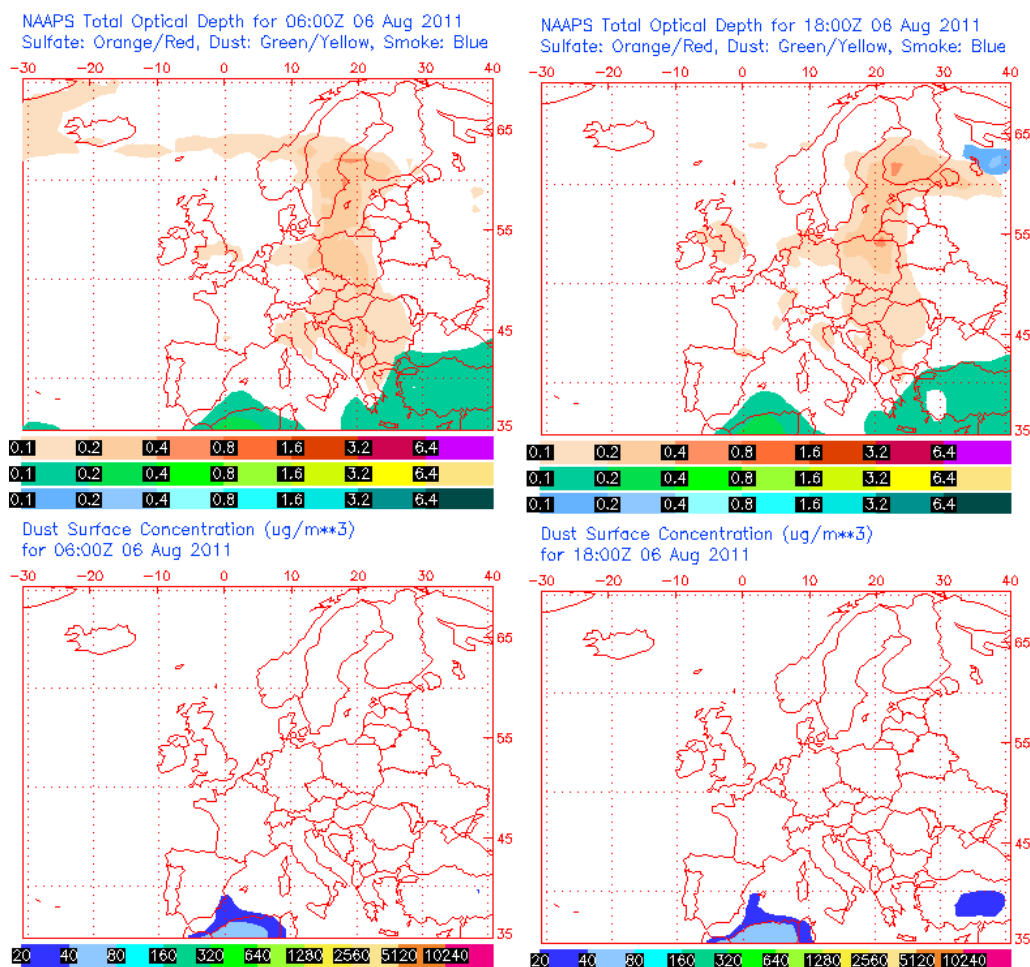 NAAPS Total Optical Depth for 06:00Z 06 Aug 2011
Sulfate: Orange/Red, Dust: Green/Yellow, Smoke: Blue
-30 -20 -10 0 10 20 30 40
65
55
45
35
0.1 0.2 0.4 0.8 1.6 3.2 6.4
0.1 0.2 0.4 0.8 1.6 3.2 6.4
0.1 0.2 0.4 0.8 1.6 3.2 6.4
NAAPS Total Optical Depth for 18:00Z 06 Aug 2011
Sulfate: Orange/Red, Dust: Green/Yellow, Smoke: Blue
-30 -20 -10 0 10 20 30 40
65
55
45
35
0.1 0.2 0.4 0.8 1.6 3.2 6.4
0.1 0.2 0.4 0.8 1.6 3.2 6.4
0.1 0.2 0.4 0.8 1.6 3.2 6.4
Dust Surface Concentration (ug/m**3)
for 06:00Z 06 Aug 2011
-30 -20 -10 0 10 20 30 40
65
55
45
35
20 40 80 160 320 640 1280 2560 5120 10240
Dust Surface Concentration (ug/m**3)
for 18:00Z 06 Aug 2011
-30 -20 -10 0 10 20 30 40
65
55
45
35
20 40 80 160 320 640 1280 2560 5120 10240